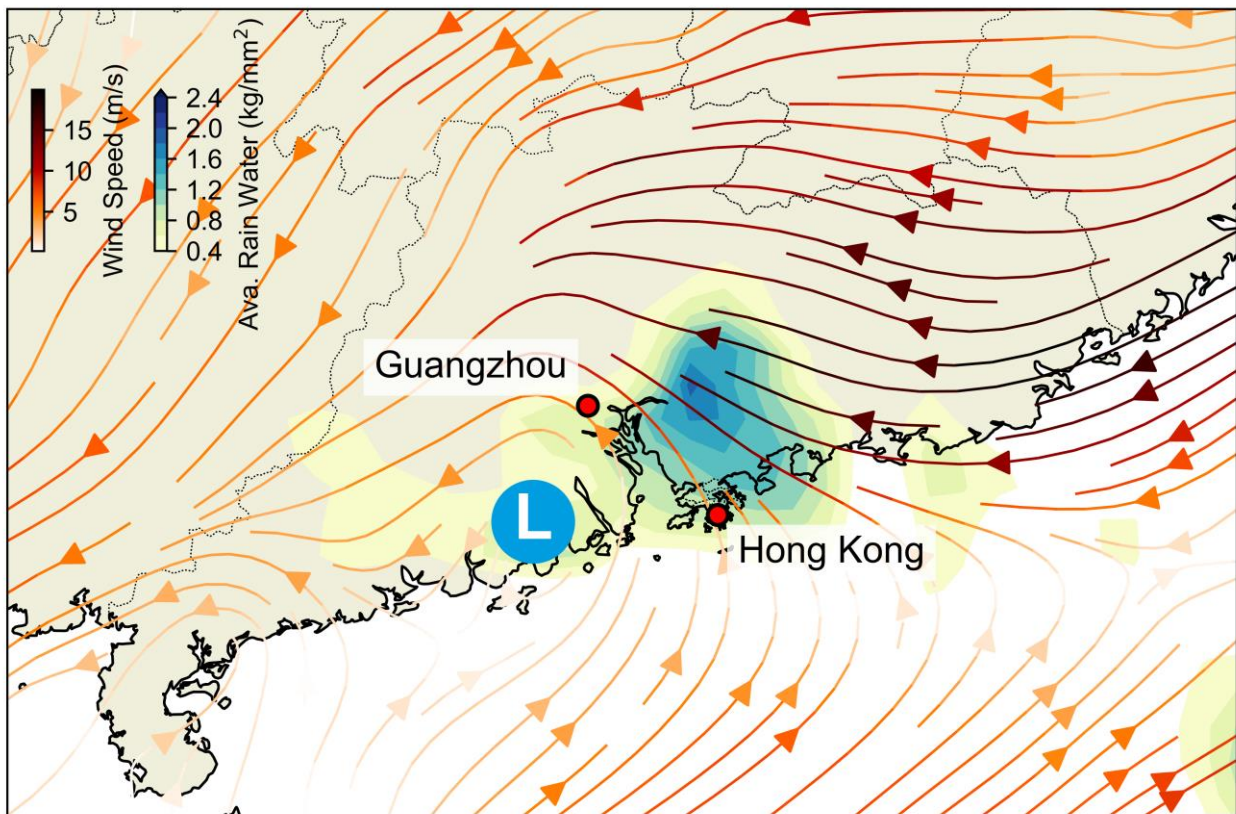 15
10
5
Wind Speed (m/s)
2.4
2.0
1.6
1.2
0.8
0.4
Ava. Rain Water (kg/mm²)
Guangzhou
L
Hong Kong